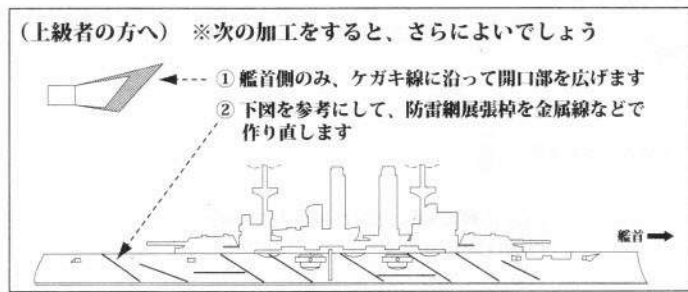 (上級者の方へ) ※次の加工をすると、さらによいでしょう
① 艦首側のみ、ケガキ線に沿って開口部を広げます
② 下図を参考にして、防雷網展張桿を金属線などで
作り直します
艦首